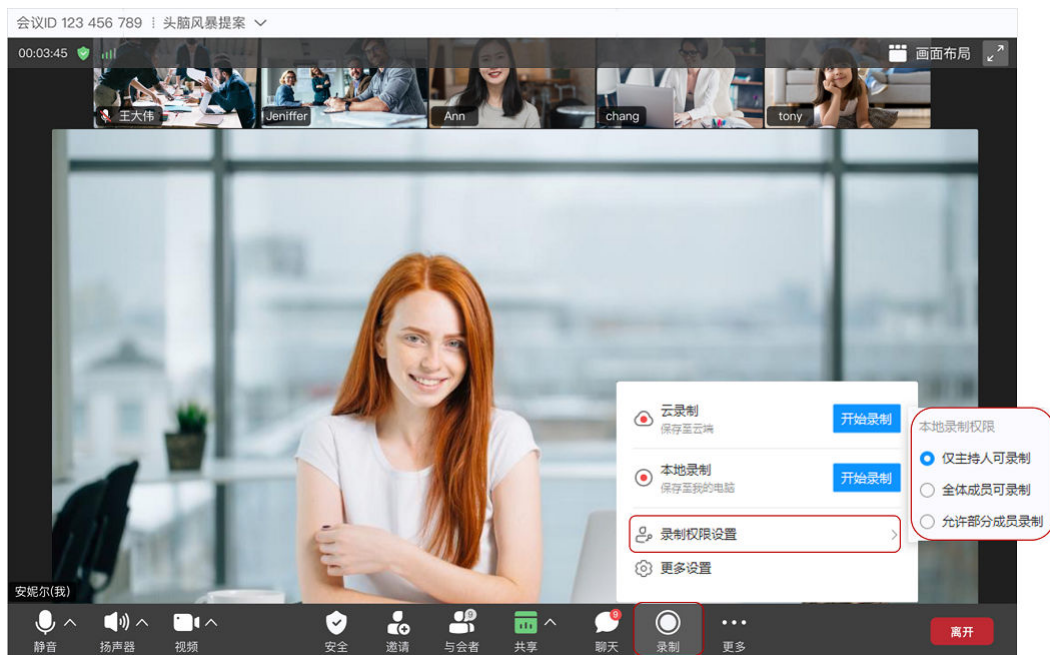 会议ID 123 456 789 ⁝ 头脑风暴提案
00:03:45
画面布局
王大伟
Jeniffer
Ann
chang
tony
云录制
保存至云端
开始录制
本地录制
保存至我的电脑
开始录制
录制权限设置
更多设置
本地录制权限
仅主持人可录制
全体成员可录制
允许部分成员录制
安妮尔(我)
静音
扬声器
视频
安全
邀请
9
与会者
共享
9
聊天
录制
更多
离开